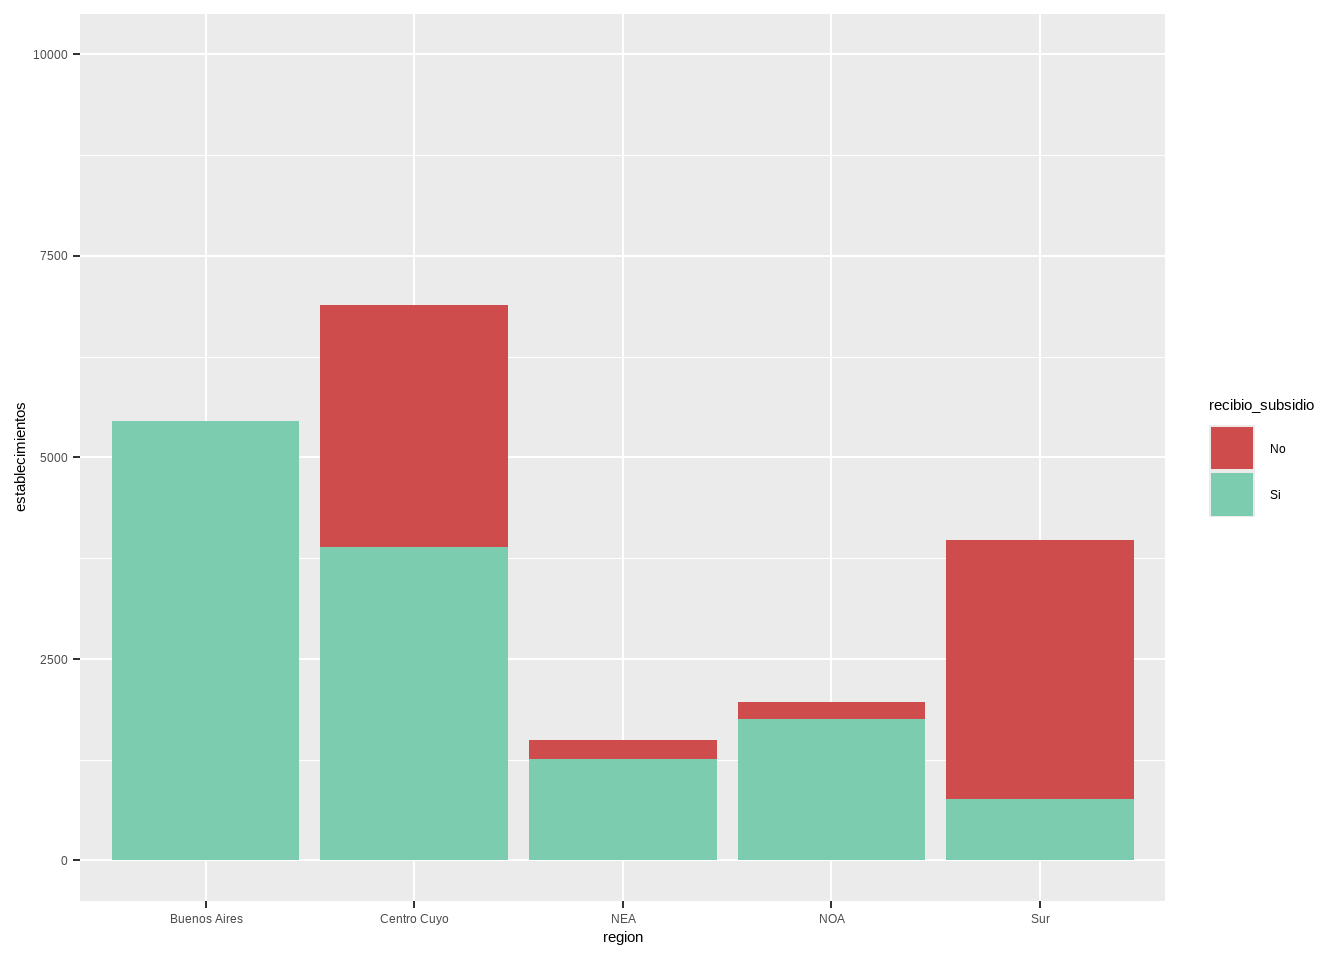 10000
7500
5000
2500
0
establecimientos
Buenos Aires
Centro Cuyo
NEA
NOA
Sur
region
recibio_subsidio
No
Si